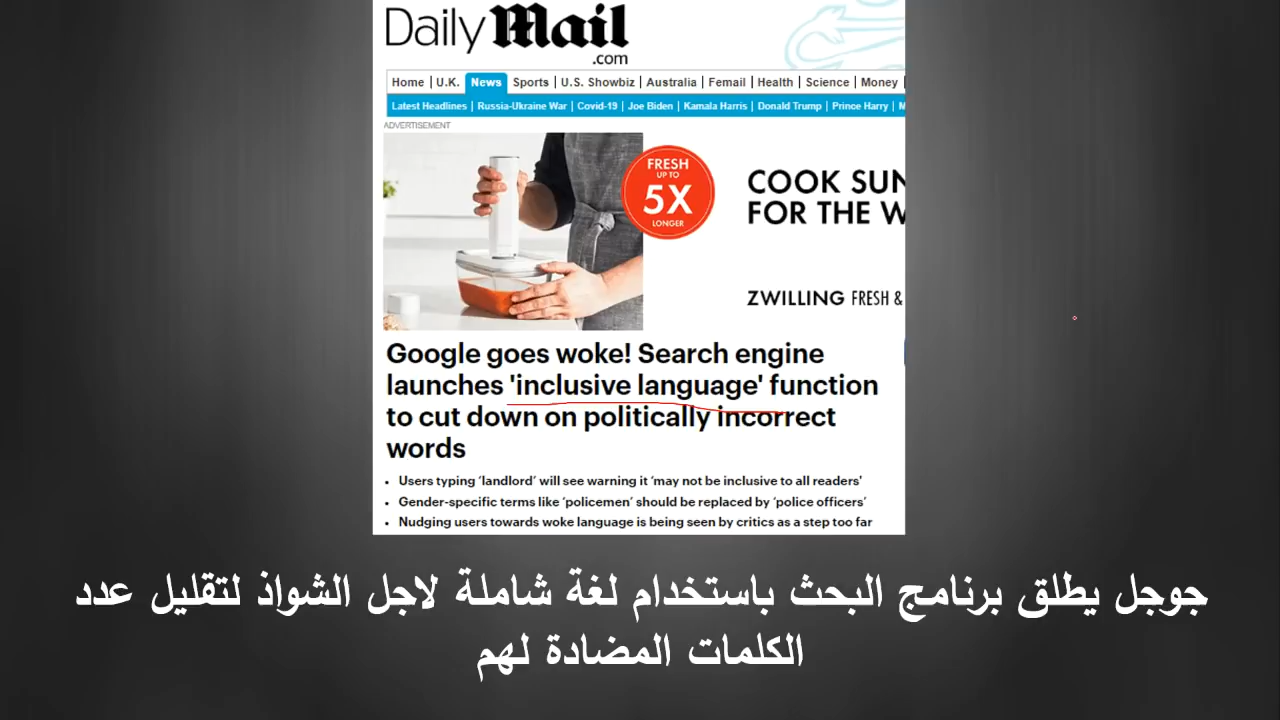 Daily Mail
.com
Home | U.K. News Sports | U.S. Showbiz | Australia | Femail | Health | Science | Money |
Latest Headlines | Russia-Ukraine War | Covid-19 | Joe Biden | Kamala Harris | Donald Trump | Prince Harry | M
ADVERTISEMENT
FRESH
UP TO
5X
LONGER
COOK SUN
FOR THE W
ZWILLING FRESH &
Google goes woke! Search engine
launches 'inclusive language' function
to cut down on politically incorrect
words
• Users typing 'landlord' will see warning it 'may not be inclusive to all readers'
• Gender-specific terms like 'policemen' should be replaced by 'police officers'
• Nudging users towards woke language is being seen by critics as a step too far
جوجل يطلق برنامج البحث باستخدام لغة شاملة لاجل الشواذ لتقليل عدد
الكلمات المضادة لهم